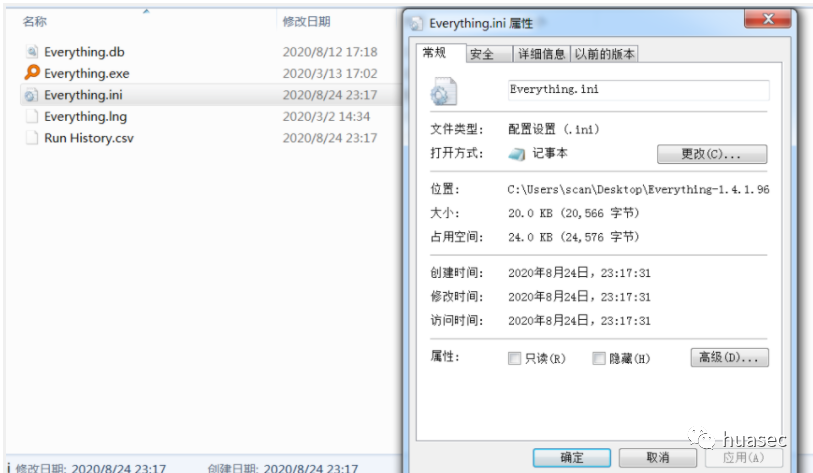 名称 修改日期
Everything.db 2020/8/12 17:18
Everything.exe 2020/3/13 17:02
Everything.ini 2020/8/24 23:17
Everything.lng 2020/3/2 14:34
Run History.csv 2020/8/24 23:17
修改日期: 2020/8/24 23:17 创建日期: 2020/8/24 23:17
Everything.ini 属性
常规 安全 详细信息 以前的版本
Everything.ini
文件类型: 配置设置 (.ini)
打开方式: 记事本 更改(C)...
位置: C:\Users\scan\Desktop\Everything-1.4.1.96
大小: 20.0 KB (20,566 字节)
占用空间: 24.0 KB (24,576 字节)
创建时间: 2020年8月24日，23:17:31
修改时间: 2020年8月24日，23:17:31
访问时间: 2020年8月24日，23:17:31
属性: 只读(R) 隐藏(H) 高级(D)...
huasec
确定 取消 应用(A)